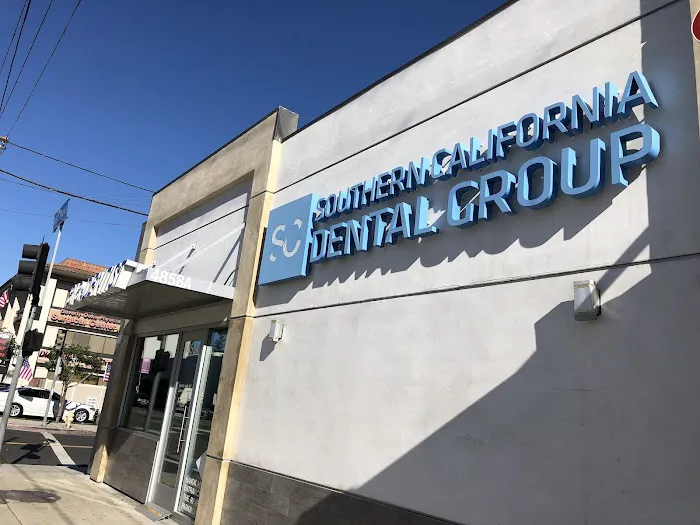 SOUTHERN CALIFORNIA
DENTAL GROUP
SC
4858A